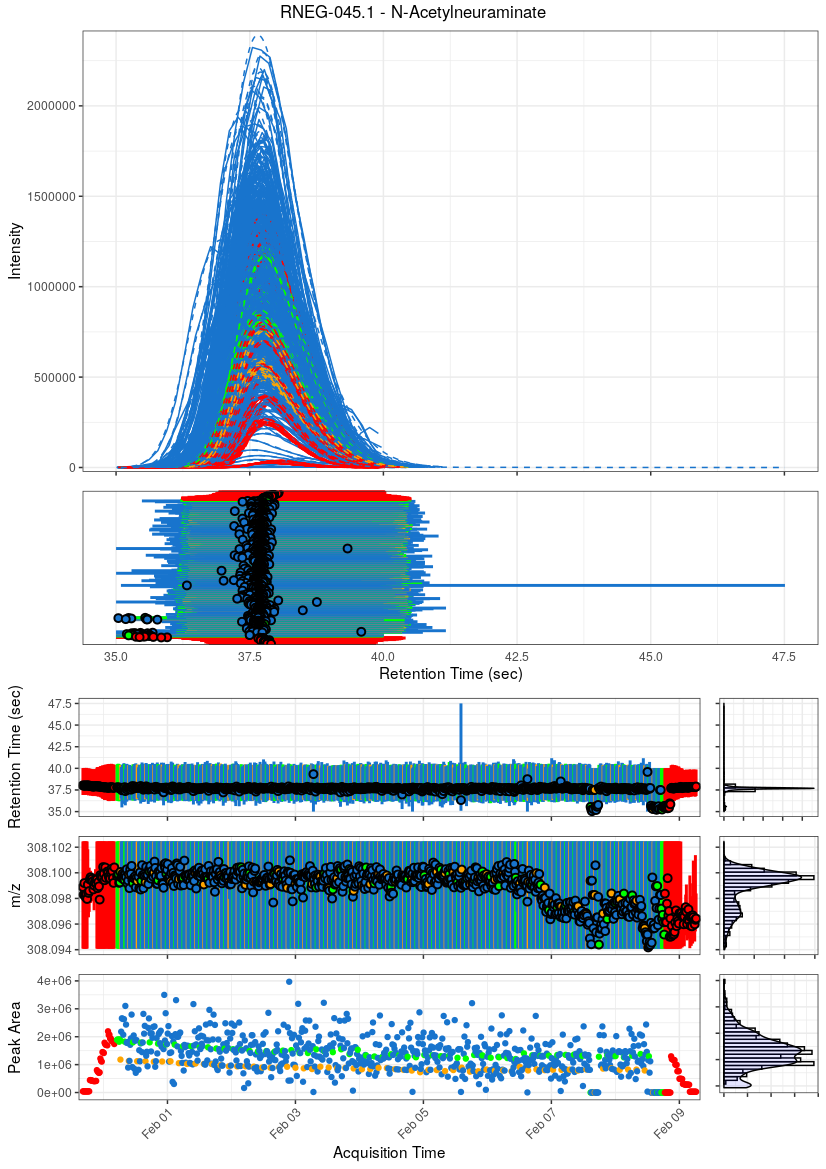 RNEG-045.1 - N-Acetylneuraminate
Intensity
2000000
1500000
1000000
500000
0
35.0 37.5 40.0 42.5 45.0 47.5
Retention Time (sec)
Retention Time (sec)
47.5
45.0
42.5
40.0
37.5
35.0
m/z
308.102
308.100
308.098
308.096
308.094
Peak Area
4e+06
3e+06
2e+06
1e+06
0e+00
Feb 01 Feb 03 Feb 05 Feb 07 Feb 09
Acquisition Time